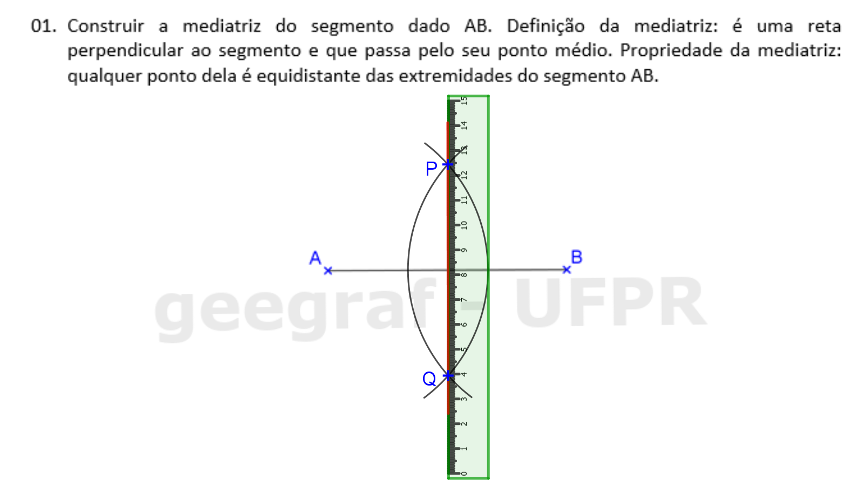 01. Construir a mediatriz do segmento dado AB. Definição da mediatriz: é uma reta
perpendicular ao segmento e que passa pelo seu ponto médio. Propriedade da mediatriz:
qualquer ponto dela é equidistante das extremidades do segmento AB.
15
14
13
P
12
11
10
9
A
B
8
geegraf - UFPR
7
6
5
Q
4
3
2
1
0